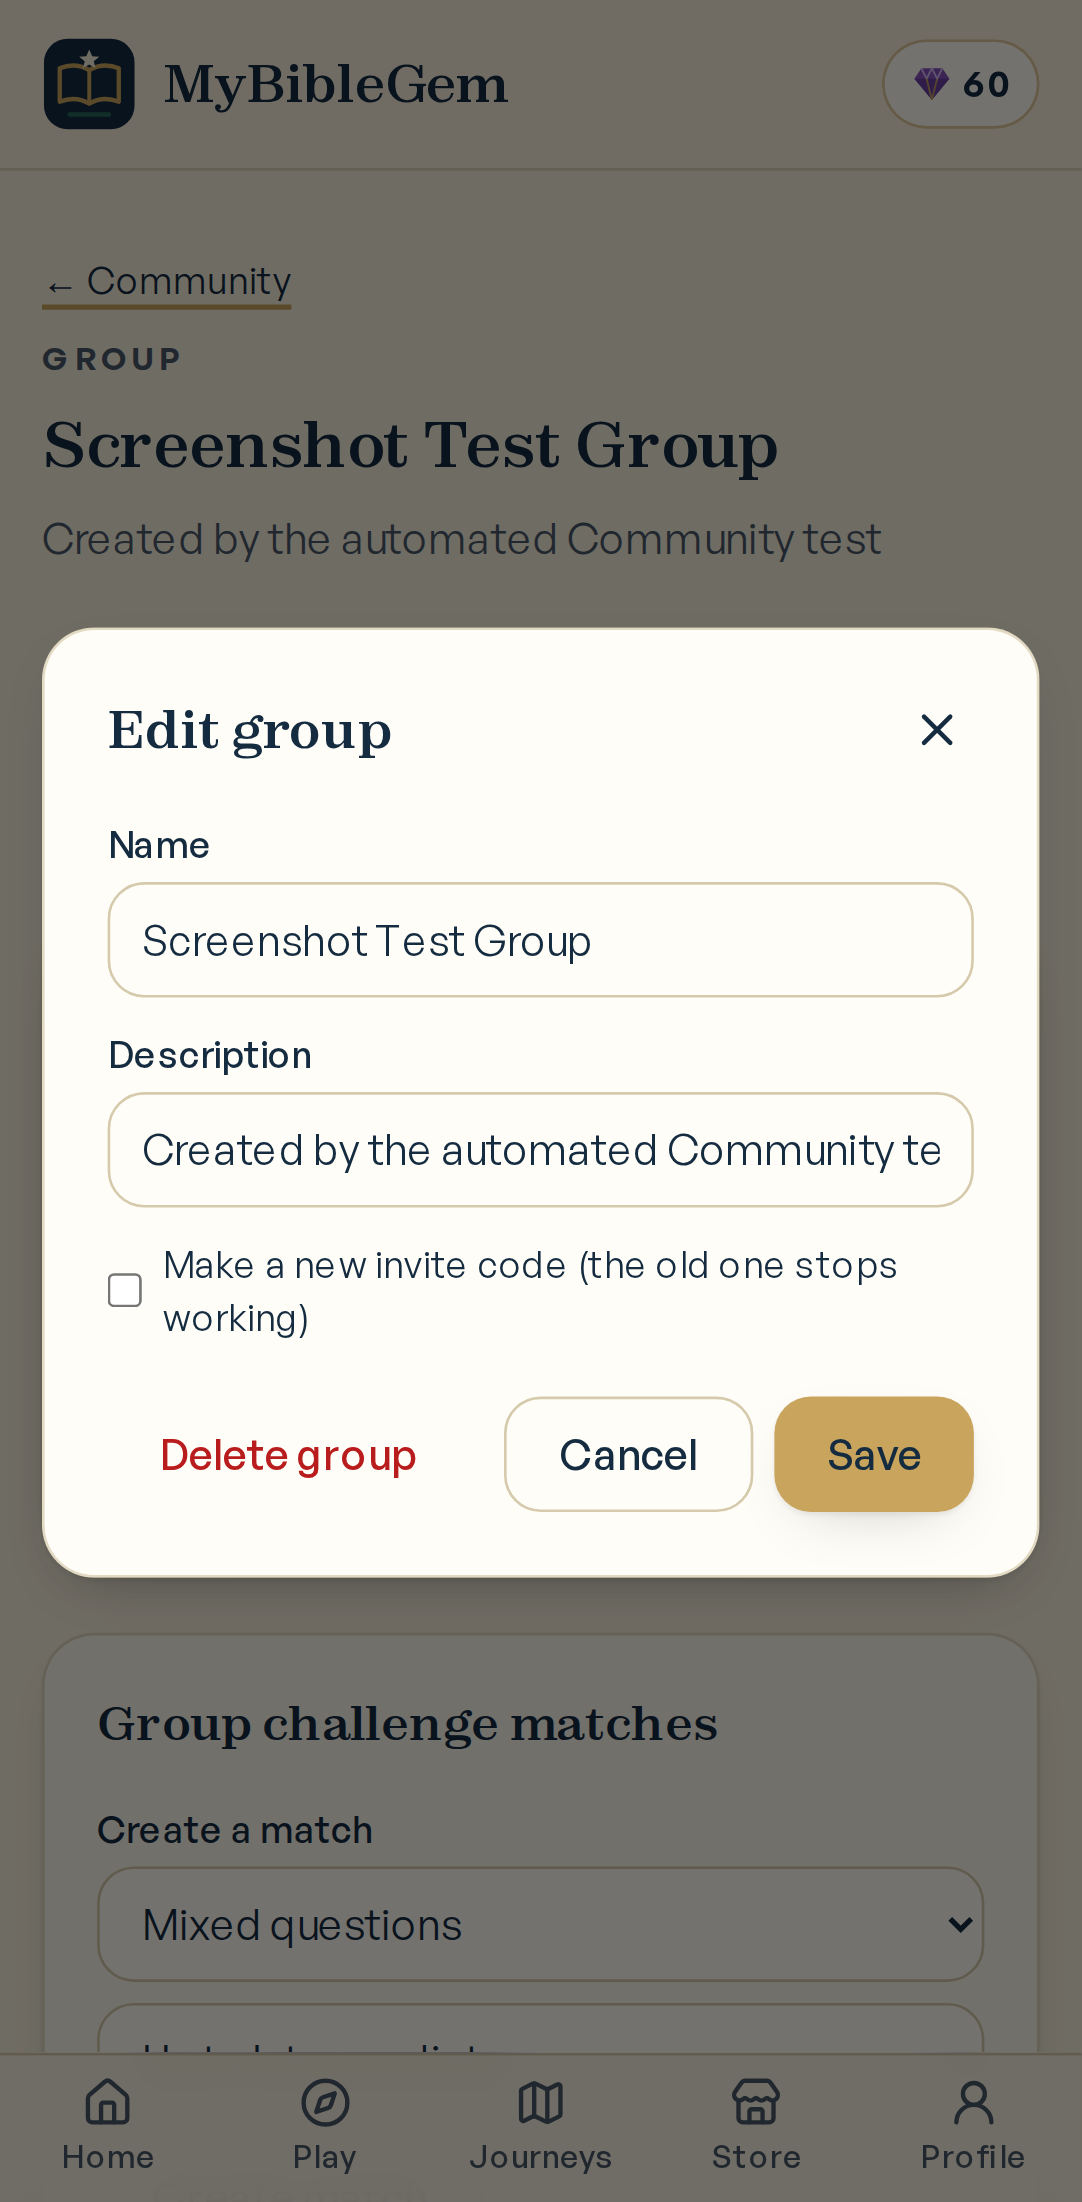 MyBibleGem
60
← Community
GROUP
Screenshot Test Group
Created by the automated Community test
Edit group
Name
Screenshot Test Group
Description
Created by the automated Community te
Make a new invite code (the old one stops
working)
Delete group
Cancel
Save
Group challenge matches
Create a match
Mixed questions
Home
Play
Journeys
Store
Profile